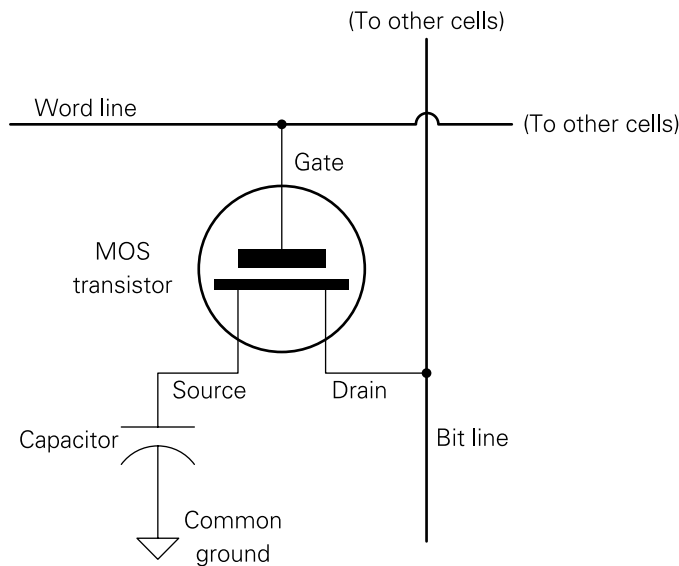 (To other cells)
Word line
(To other cells)
Gate
MOS
transistor
Source
Drain
Capacitor
Bit line
Common
ground